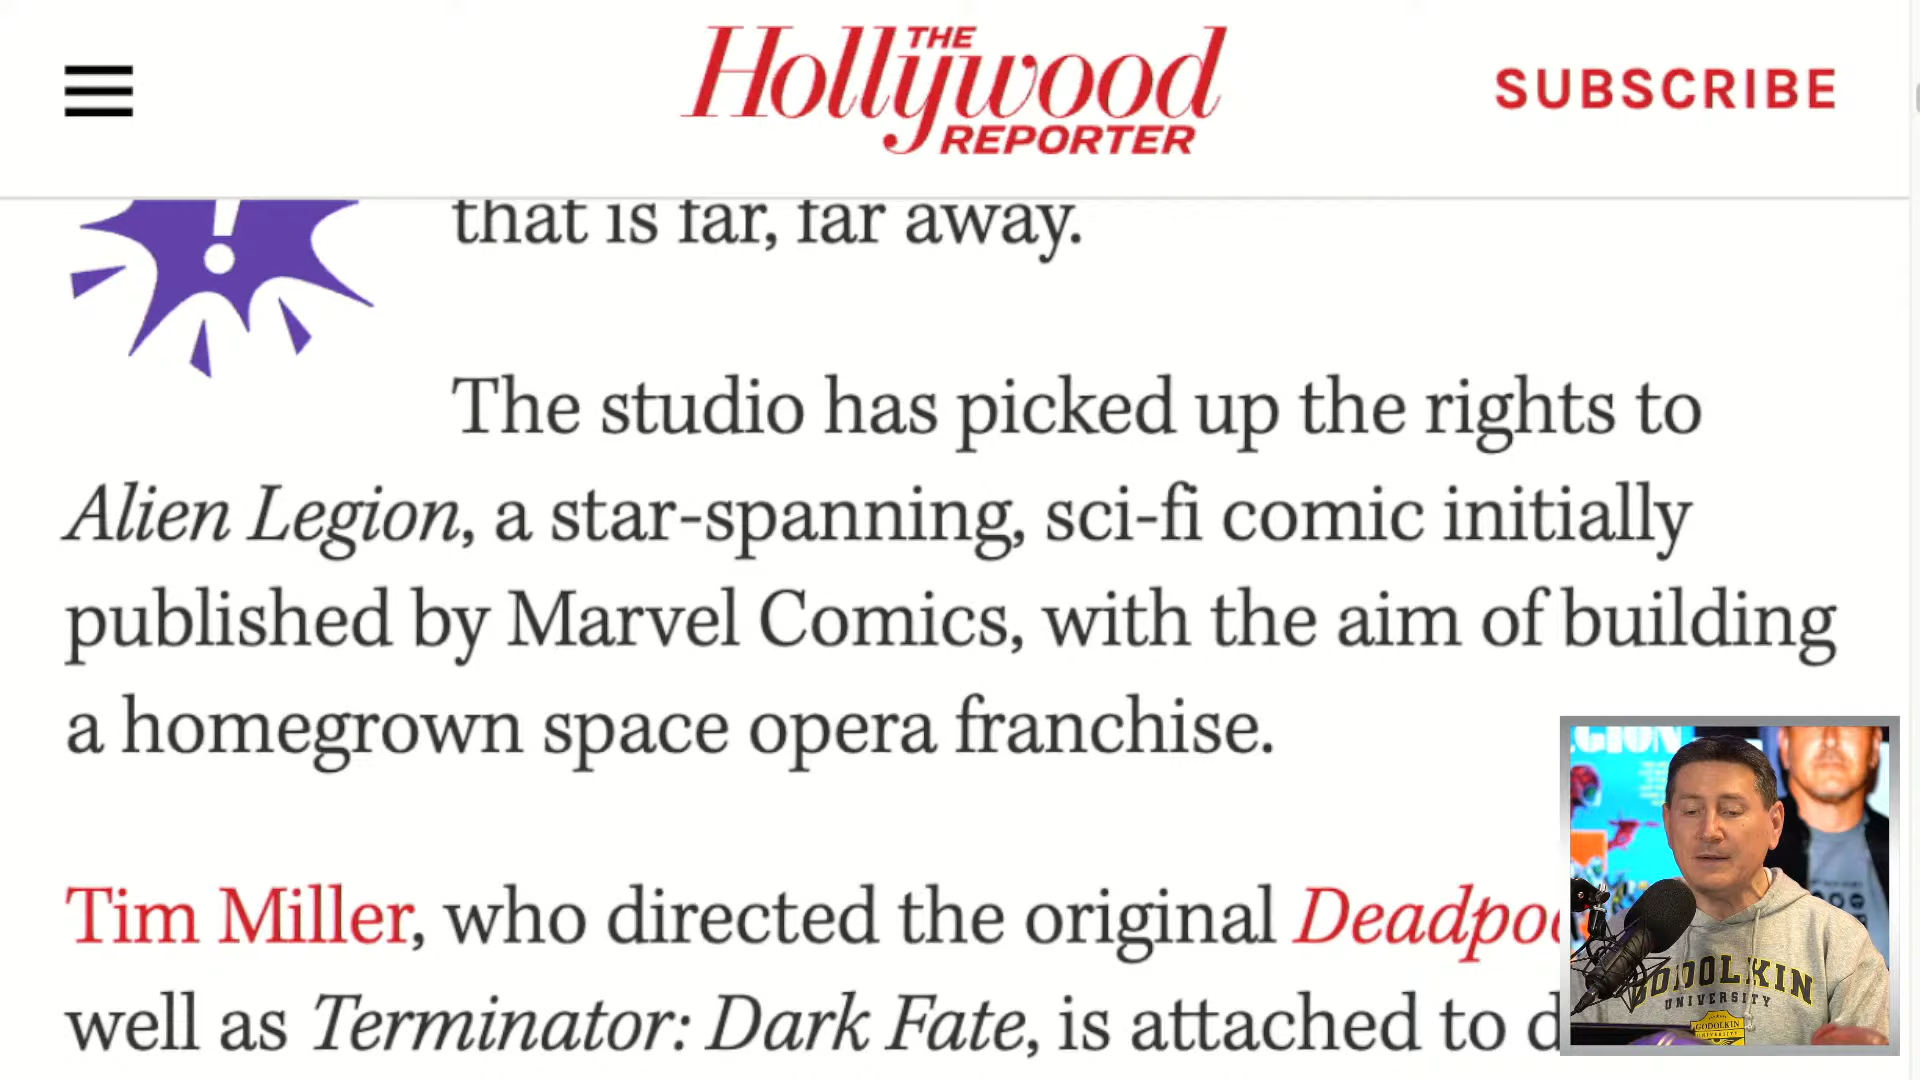 THE
Hollywood
REPORTER
SUBSCRIBE
that is far, far away.
The studio has picked up the rights to
Alien Legion, a star-spanning, sci-fi comic initially
published by Marvel Comics, with the aim of building
a homegrown space opera franchise.
Tim Miller, who directed the original
well as Terminator: Dark Fate, is attached to
GODOLKIN
UNIVERSITY
GODOLKIN
UNIVERSITY